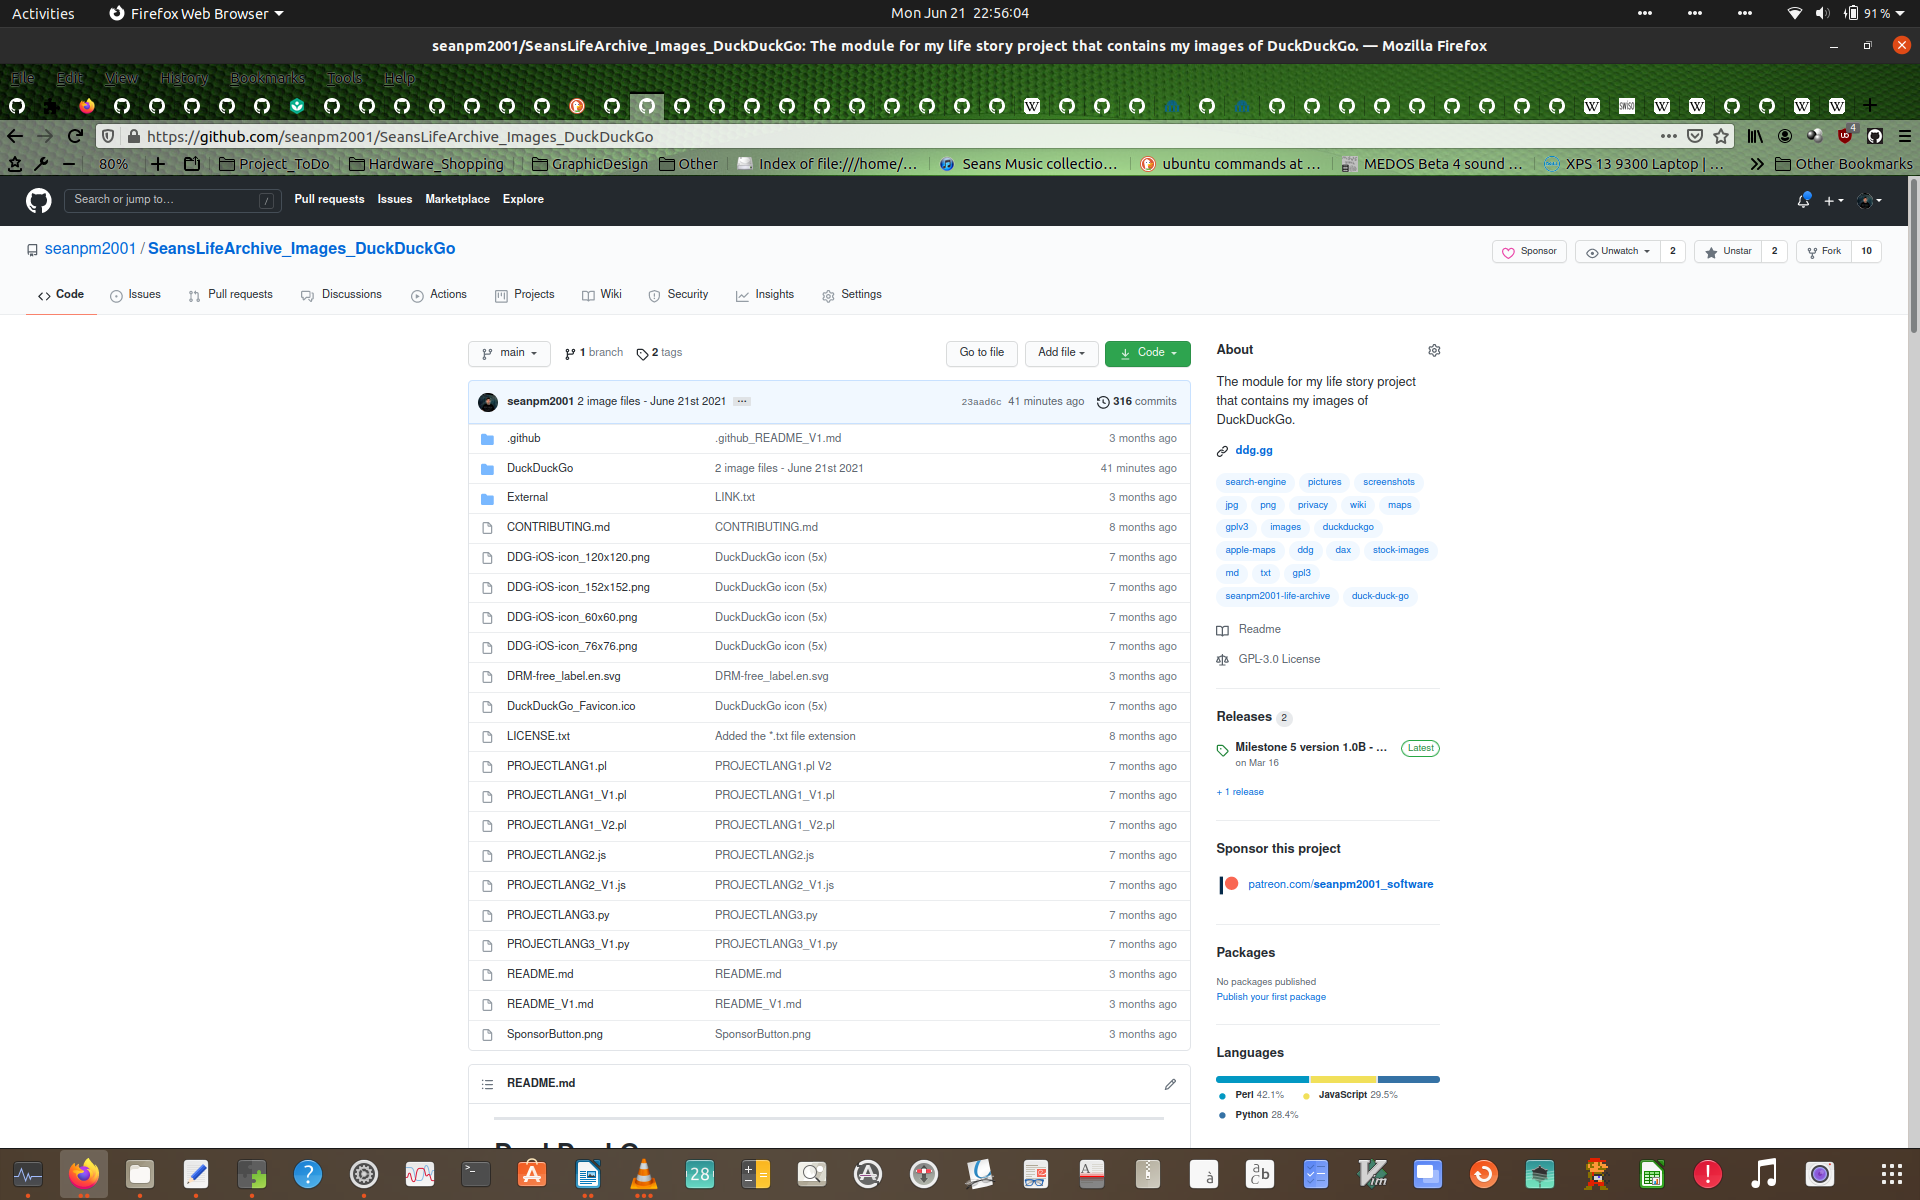 Activities Firefox Web Browser Mon Jun 21 22:56:04 91%
seanpm2001/SeansLifeArchive_Images_DuckDuckGo: The module for my life story project that contains my images of DuckDuckGo. — Mozilla Firefox
File Edit View History Bookmarks Tools Help
https://github.com/seanpm2001/SeansLifeArchive_Images_DuckDuckGo 4
80% Project_ToDo Hardware_Shopping GraphicDesign Other Index of file:///home/... Seans Music collectio... ubuntu commands at ... MEDOS Beta 4 sound ... XPS 13 9300 Laptop | ... Other Bookmarks
Search or jump to... / Pull requests Issues Marketplace Explore
seanpm2001 / SeansLifeArchive_Images_DuckDuckGo Sponsor Unwatch 2 Unstar 2 Fork 10
Code Issues Pull requests Discussions Actions Projects Wiki Security Insights Settings
main 1 branch 2 tags Go to file Add file Code
seanpm2001 2 image files - June 21st 2021 ... 23aad6c 41 minutes ago 316 commits
.github .github_README_V1.md 3 months ago
DuckDuckGo 2 image files - June 21st 2021 41 minutes ago
External LINK.txt 3 months ago
CONTRIBUTING.md CONTRIBUTING.md 8 months ago
DDG-iOS-icon_120x120.png DuckDuckGo icon (5x) 7 months ago
DDG-iOS-icon_152x152.png DuckDuckGo icon (5x) 7 months ago
DDG-iOS-icon_60x60.png DuckDuckGo icon (5x) 7 months ago
DDG-iOS-icon_76x76.png DuckDuckGo icon (5x) 7 months ago
DRM-free_label.en.svg DRM-free_label.en.svg 3 months ago
DuckDuckGo_Favicon.ico DuckDuckGo icon (5x) 7 months ago
LICENSE.txt Added the *.txt file extension 8 months ago
PROJECTLANG1.pl PROJECTLANG1.pl V2 7 months ago
PROJECTLANG1_V1.pl PROJECTLANG1_V1.pl 7 months ago
PROJECTLANG1_V2.pl PROJECTLANG1_V2.pl 7 months ago
PROJECTLANG2.js PROJECTLANG2.js 7 months ago
PROJECTLANG2_V1.js PROJECTLANG2_V1.js 7 months ago
PROJECTLANG3.py PROJECTLANG3.py 7 months ago
PROJECTLANG3_V1.py PROJECTLANG3_V1.py 7 months ago
README.md README.md 3 months ago
README_V1.md README_V1.md 3 months ago
SponsorButton.png SponsorButton.png 3 months ago
README.md
About
The module for my life story project
that contains my images of
DuckDuckGo.
ddg.gg
search-engine pictures screenshots
jpg png privacy wiki maps
gplv3 images duckduckgo
apple-maps ddg dax stock-images
md txt gpl3
seanpm2001-life-archive duck-duck-go
Readme
GPL-3.0 License
Releases 2
Milestone 5 version 1.0B - ... Latest
on Mar 16
+ 1 release
Sponsor this project
patreon.com/seanpm2001_software
Packages
No packages published
Publish your first package
Languages
Perl 42.1% JavaScript 29.5%
Python 28.4%
28